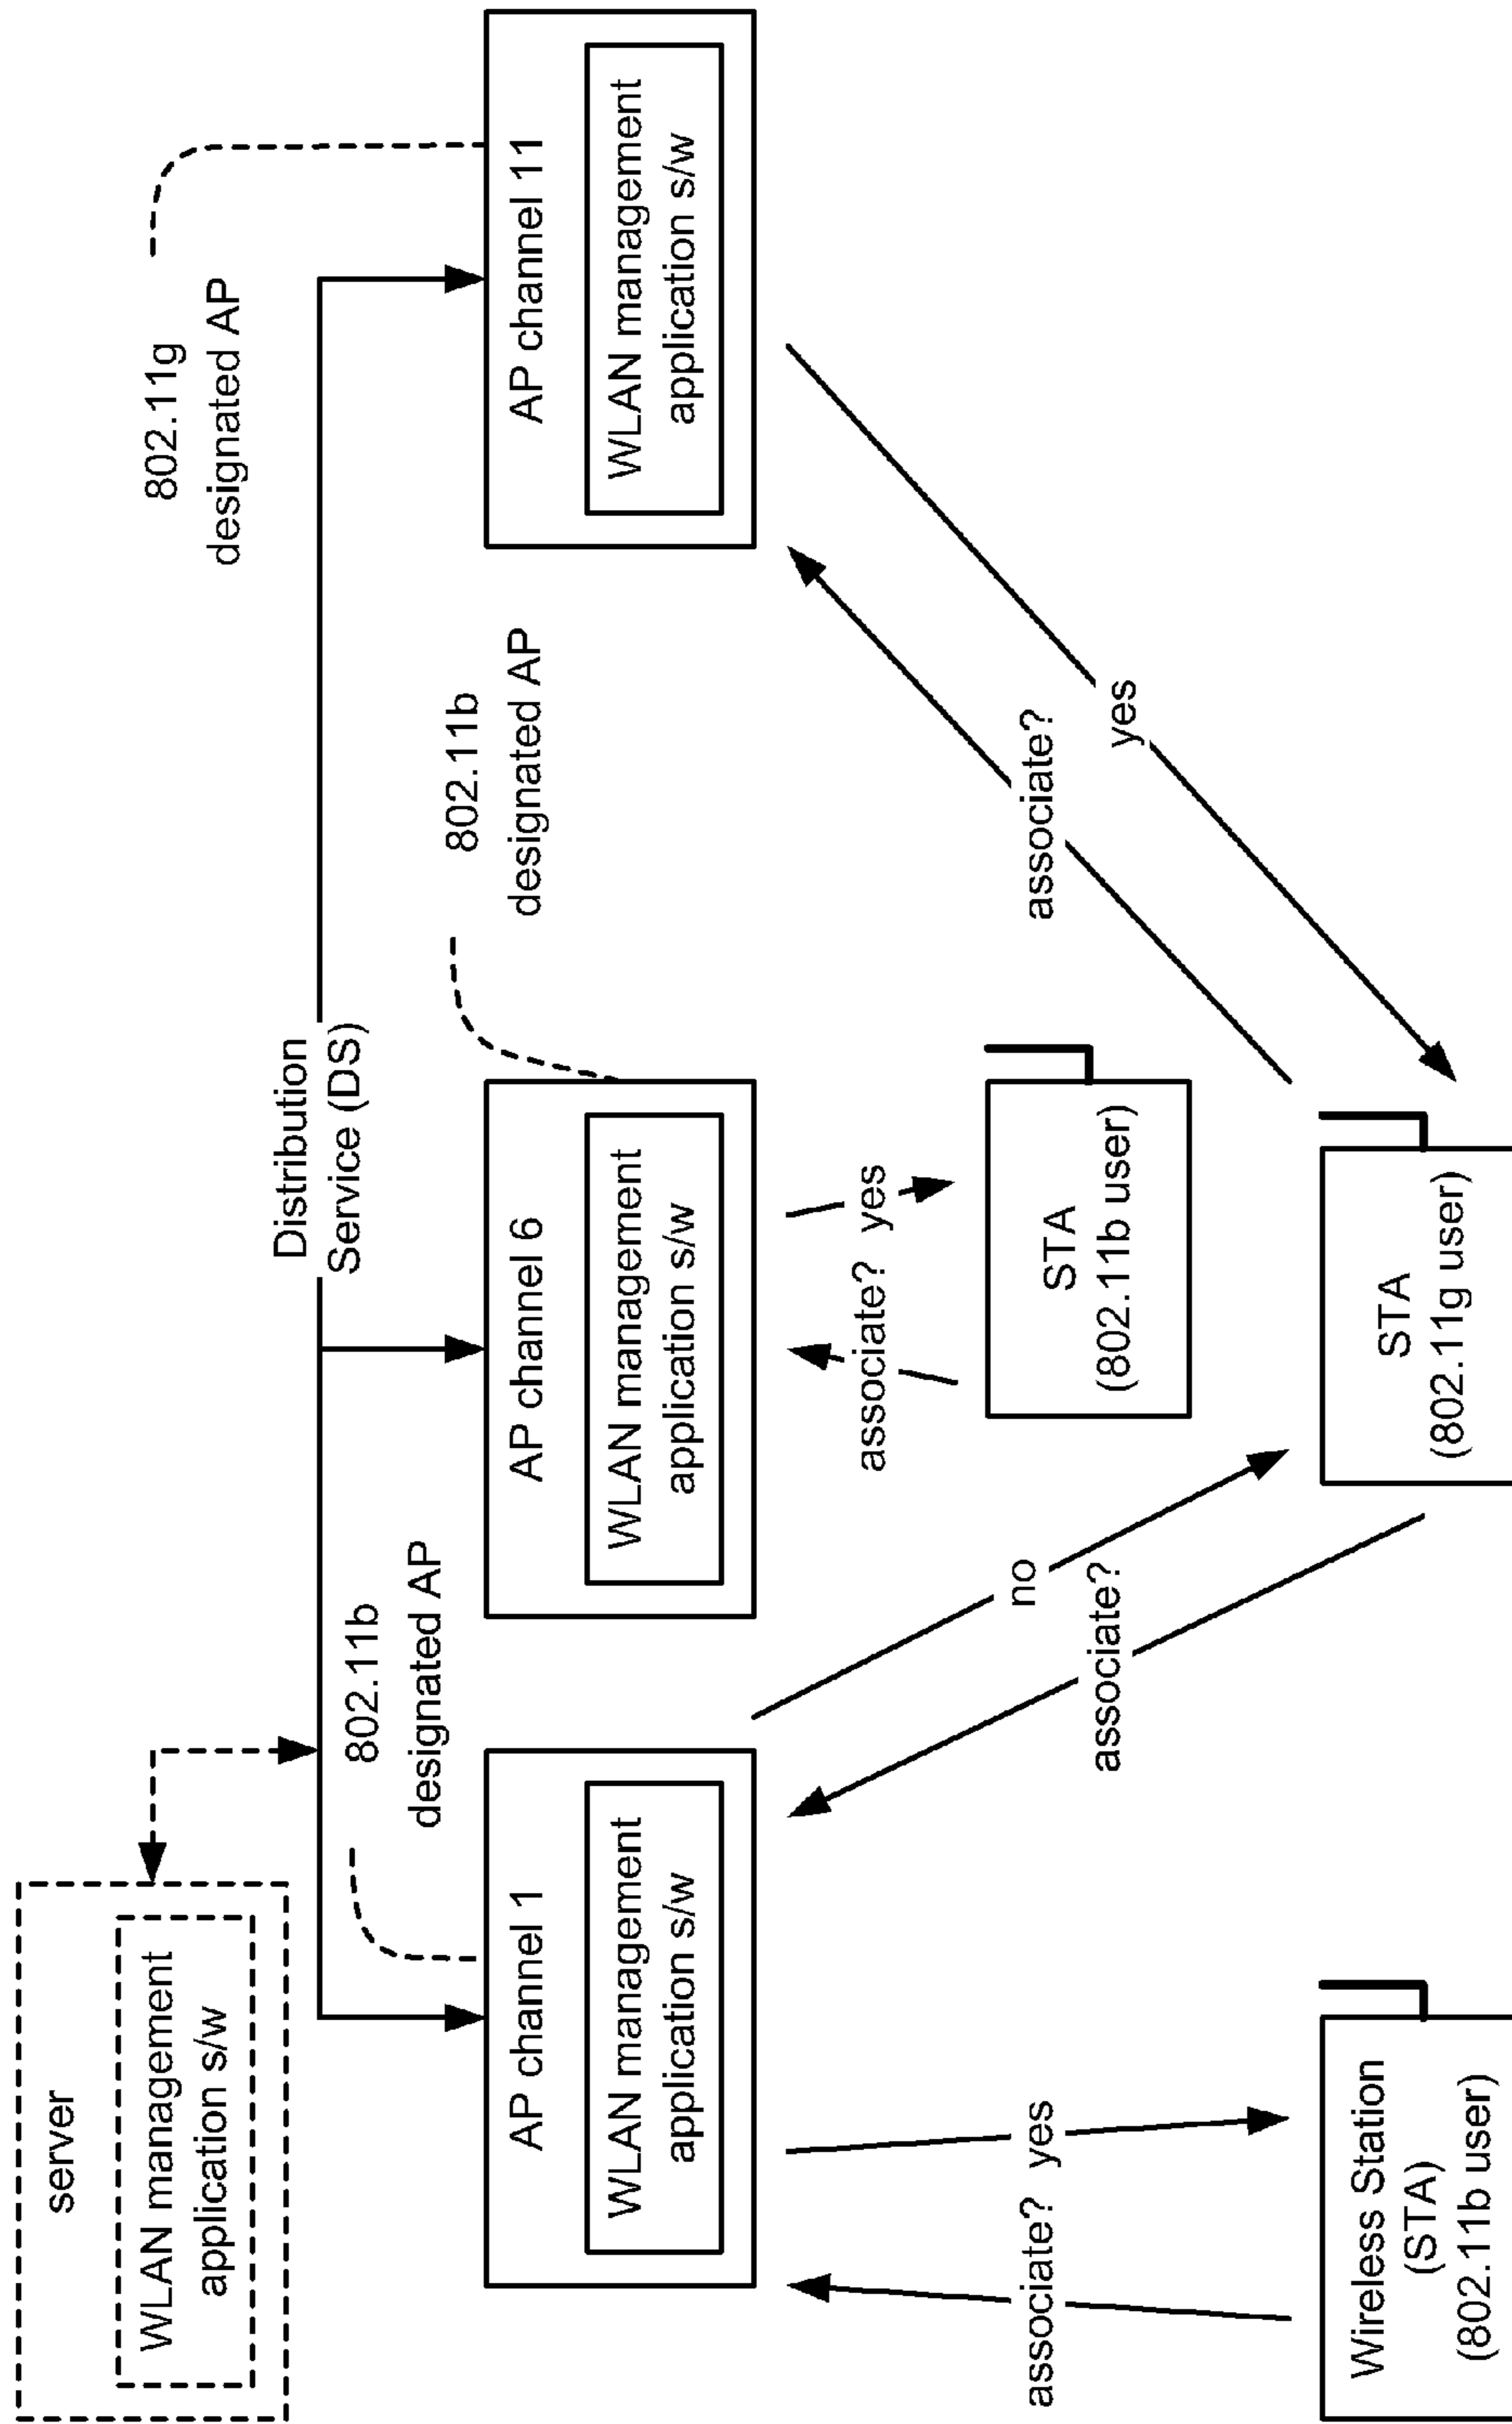 server
WLAN management
application s/w
Distribution
Service (DS)
802.11b
designated AP
802.11b
designated AP
802.11g
designated AP
AP channel 1
WLAN management
application s/w
AP channel 6
WLAN management
application s/w
AP channel 11
WLAN management
application s/w
associate?
yes
no
associate?
associate?
yes
associate?
yes
Wireless Station
(STA)
(802.11b user)
STA
(802.11b user)
STA
(802.11g user)